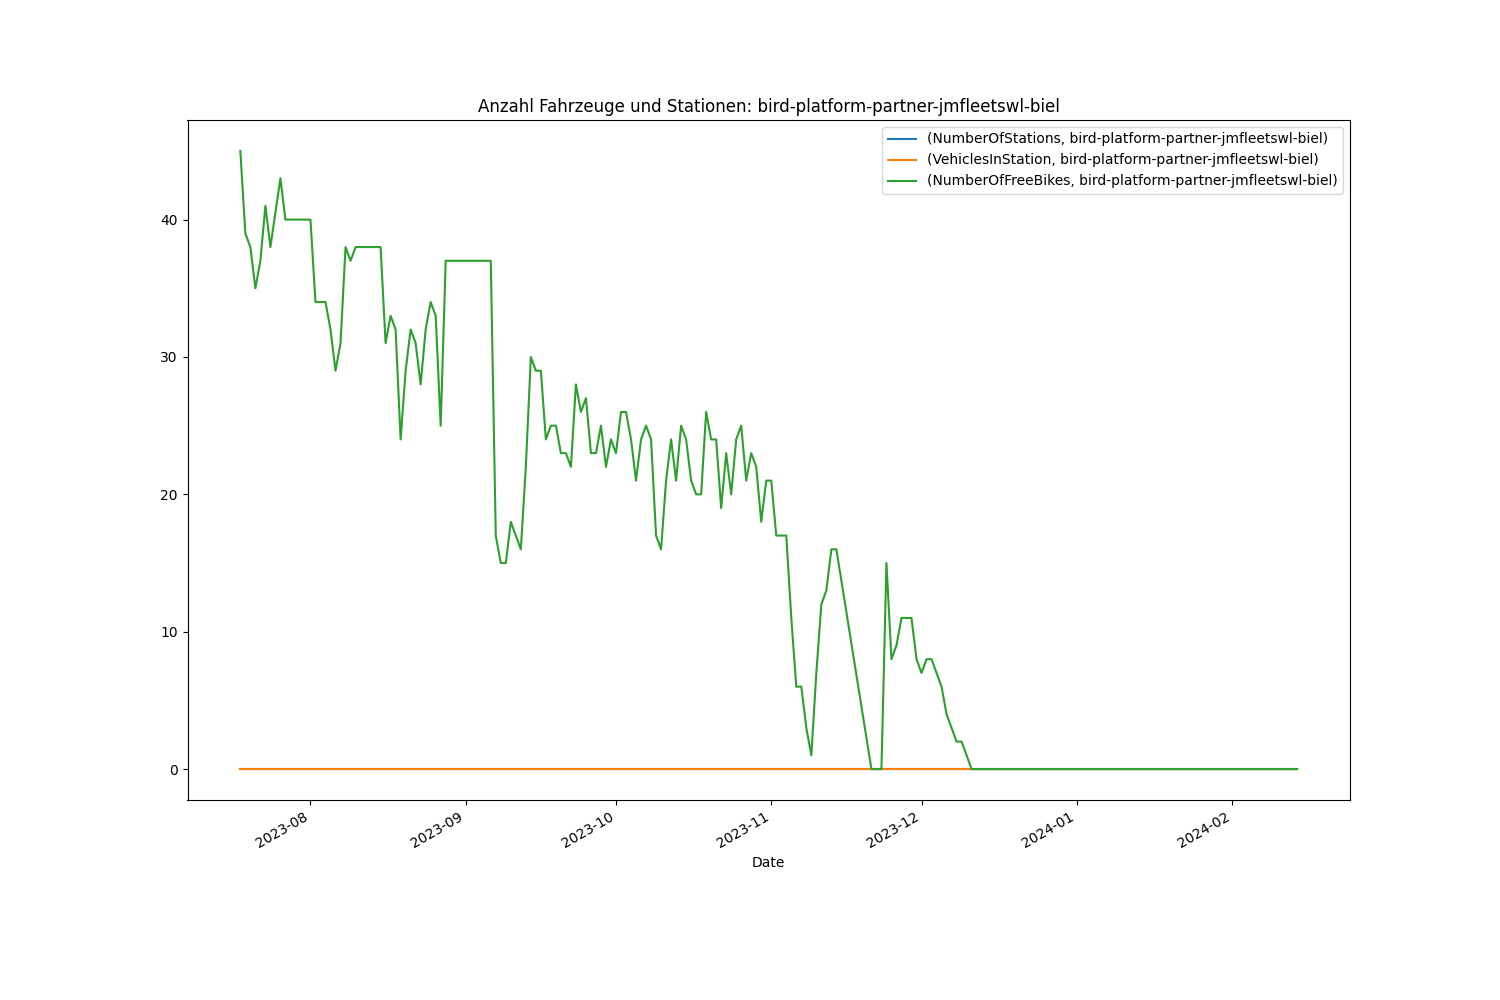 Anzahl Fahrzeuge und Stationen: bird-platform-partner-jmfleetswl-biel
(NumberOfStations, bird-platform-partner-jmfleetswl-biel)
(VehiclesInStation, bird-platform-partner-jmfleetswl-biel)
(NumberOfFreeBikes, bird-platform-partner-jmfleetswl-biel)
40
30
20
10
0
2023-08
2023-09
2023-10
2023-11
2023-12
2024-01
2024-02
Date